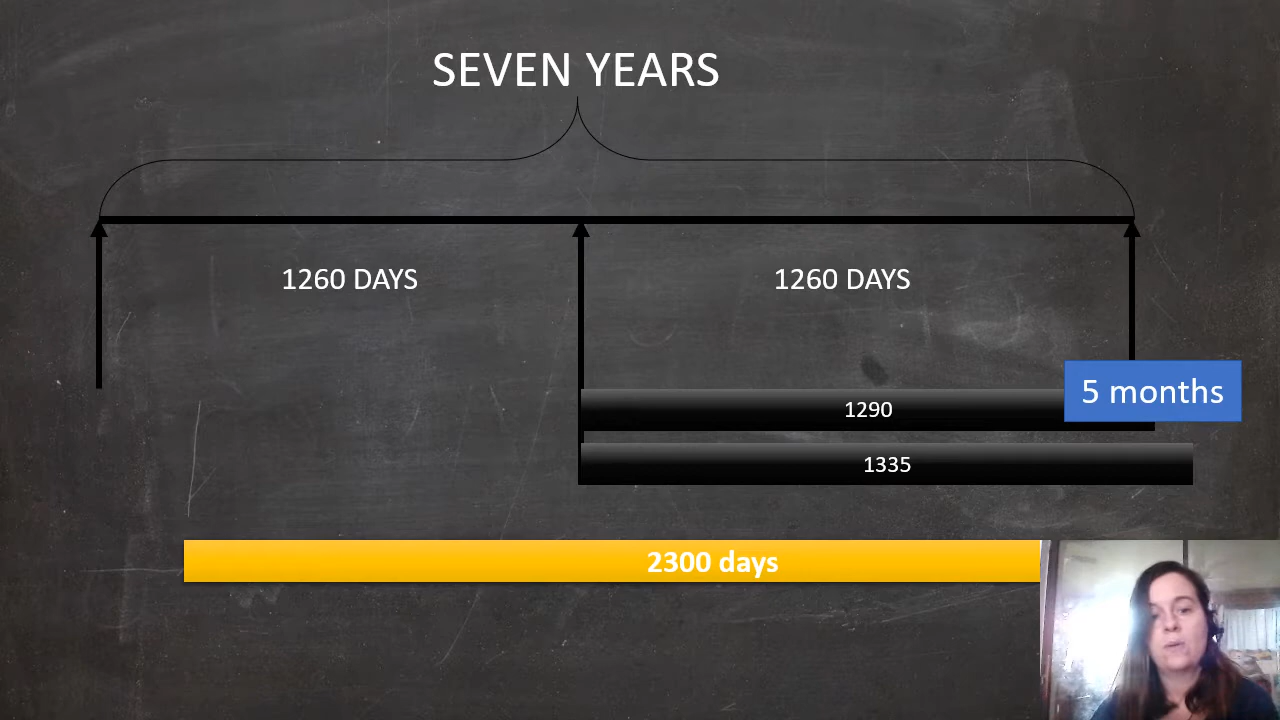 SEVEN YEARS
1260 DAYS
1260 DAYS
5 months
1290
1335
2300 days